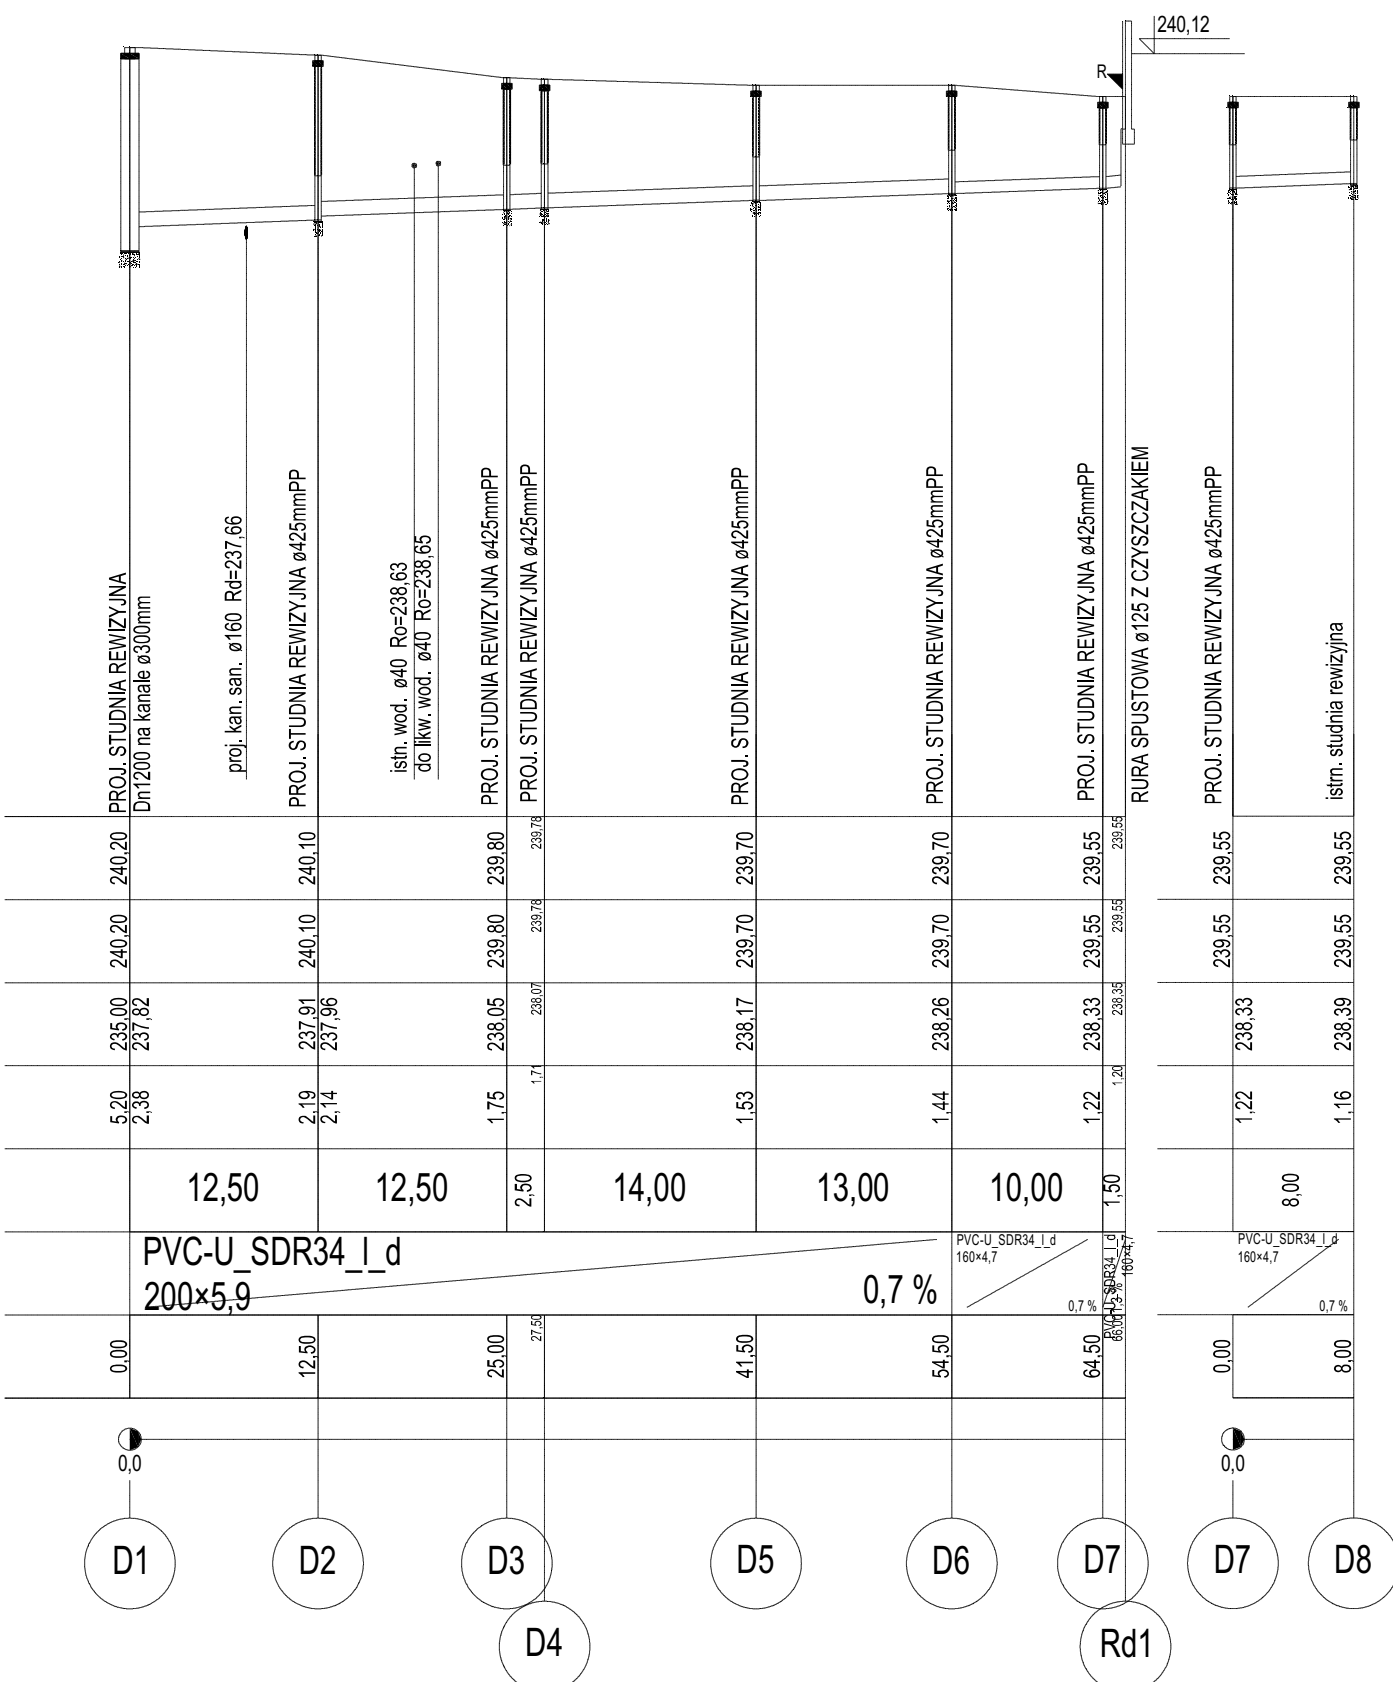 240,12
R
PROJ. STUDNIA REWIZYJNA
Dn1200 na kanale ø300mm
proj. kan. san. ø160 Rd=237,66
PROJ. STUDNIA REWIZYJNA ø425mmPP
istn. wod. ø40 Ro=238,63
do likw. wod. ø40 Ro=238,65
PROJ. STUDNIA REWIZYJNA ø425mmPP
PROJ. STUDNIA REWIZYJNA ø425mmPP
PROJ. STUDNIA REWIZYJNA ø425mmPP
PROJ. STUDNIA REWIZYJNA ø425mmPP
PROJ. STUDNIA REWIZYJNA ø425mmPP
RURA SPUSTOWA ø125 Z CZYSZCZAKIEM
PROJ. STUDNIA REWIZYJNA ø425mmPP
istrn. studnia rewizyjna
240,20 240,10 239,80 239,78 239,70 239,70 239,55 239,55 239,55 239,55
240,20 240,10 239,80 239,78 239,70 239,70 239,55 239,55 239,55 239,55
235,00 237,82 237,91 237,96 238,05 238,07 238,17 238,26 238,33 238,35 238,33 238,39
5,20 2,38 2,19 2,14 1,75 1,71 1,53 1,44 1,22 1,20 1,22 1,16
12,50 12,50 2,50 14,00 13,00 10,00 1,50 8,00
PVC-U_SDR34_l_d
200×5,9
0,7 %
PVC-U_SDR34_l_d
160×4,7
0,7 %
PVC-U_SDR34_l_d
160×4,7
1,3 %
PVC-U_SDR34_l_d
160×4,7
0,7 %
0,00 12,50 25,00 27,50 41,50 54,50 64,50 66,00 0,00 8,00
0,0 0,0
D1 D2 D3 D5 D6 D7 D7 D8
D4 Rd1